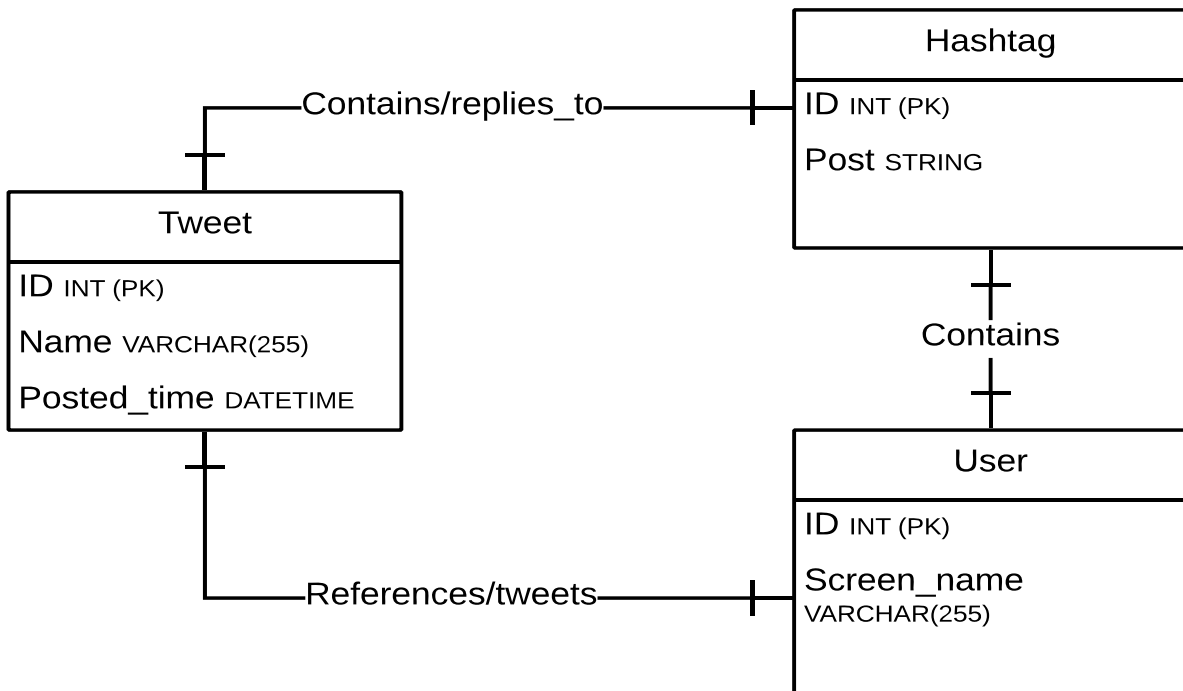 Hashtag
ID INT (PK)
Post STRING
Contains/replies_to
Tweet
ID INT (PK)
Name VARCHAR(255)
Posted_time DATETIME
Contains
User
ID INT (PK)
Screen_name
VARCHAR(255)
References/tweets